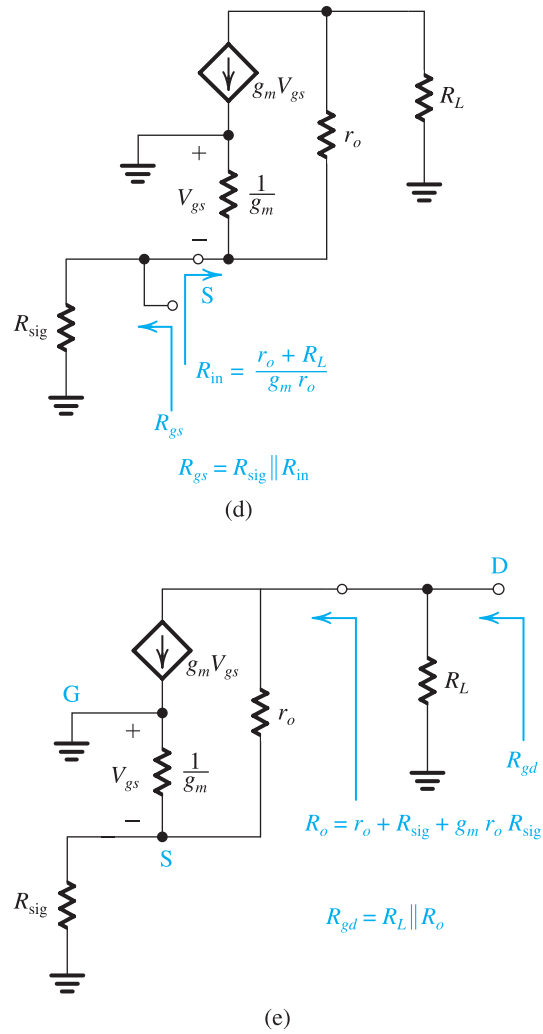 g_m V_gs
R_L
r_o
+
V_gs
1/g_m
−
S
R_sig
R_in = (r_o + R_L)/(g_m r_o)
R_gs
R_gs = R_sig ∥ R_in
(d)
D
g_m V_gs
G
R_L
r_o
+
V_gs
1/g_m
R_gd
−
R_o = r_o + R_sig + g_m r_o R_sig
S
R_sig
R_gd = R_L ∥ R_o
(e)